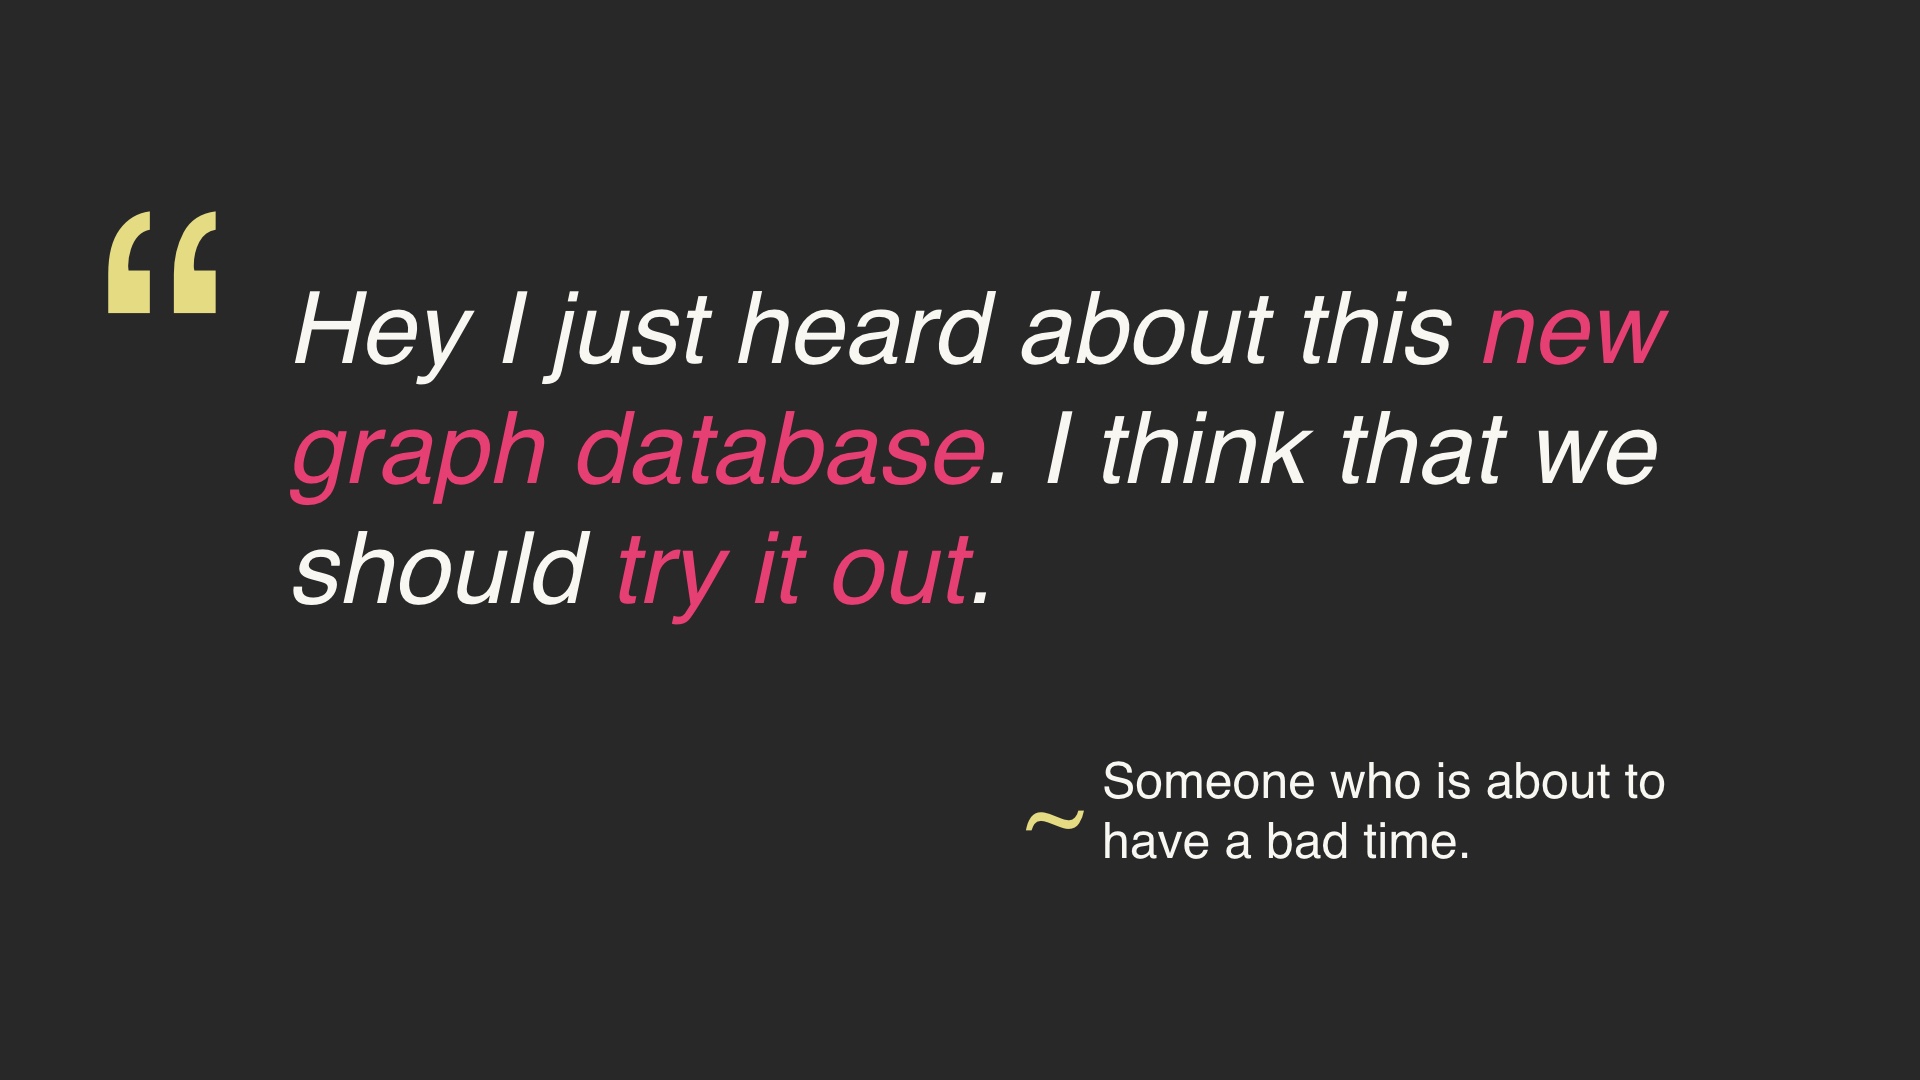 “
Hey I just heard about this new
graph database. I think that we
should try it out.
~ Someone who is about to
have a bad time.